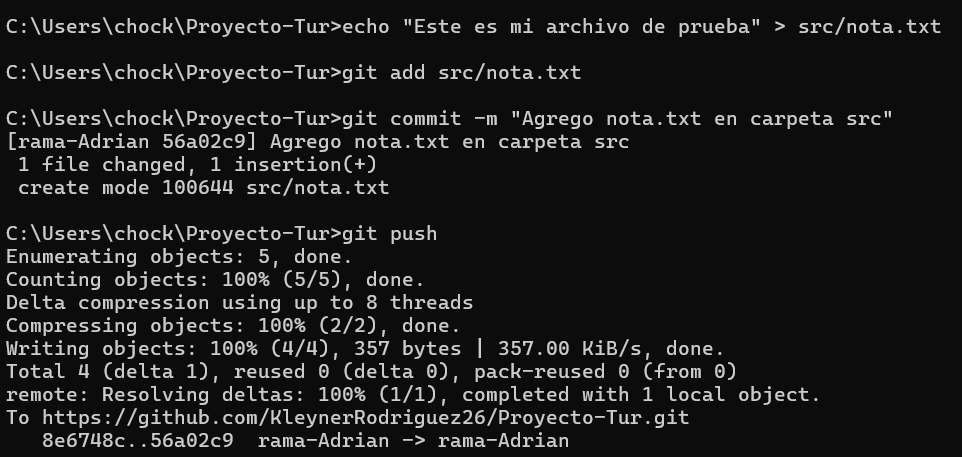 C:\Users\chock\Proyecto-Tur>echo "Este es mi archivo de prueba" > src/nota.txt
C:\Users\chock\Proyecto-Tur>git add src/nota.txt
C:\Users\chock\Proyecto-Tur>git commit -m "Agrego nota.txt en carpeta src"
[rama-Adrian 56a02c9] Agrego nota.txt en carpeta src
 1 file changed, 1 insertion(+)
 create mode 100644 src/nota.txt
C:\Users\chock\Proyecto-Tur>git push
Enumerating objects: 5, done.
Counting objects: 100% (5/5), done.
Delta compression using up to 8 threads
Compressing objects: 100% (2/2), done.
Writing objects: 100% (4/4), 357 bytes | 357.00 KiB/s, done.
Total 4 (delta 1), reused 0 (delta 0), pack-reused 0 (from 0)
remote: Resolving deltas: 100% (1/1), completed with 1 local object.
To https://github.com/KleynerRodriguez26/Proyecto-Tur.git
   8e6748c..56a02c9  rama-Adrian -> rama-Adrian